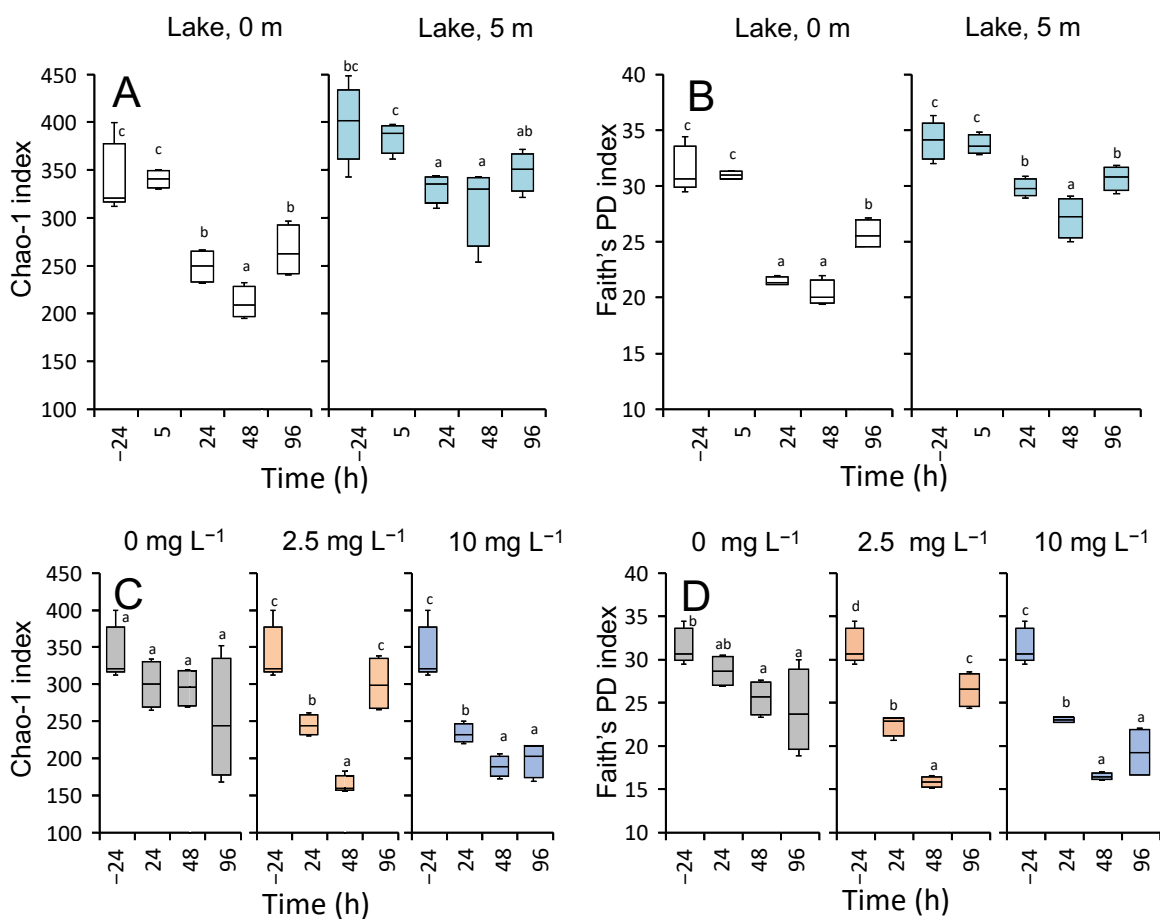 Lake, 0 m
Lake, 5 m
A
Chao-1 index
450
400
350
300
250
200
150
100
c
c
b
a
b
bc
c
a
a
ab
−24
5
24
48
96
−24
5
24
48
96
Time (h)
Lake, 0 m
Lake, 5 m
B
Faith's PD index
40
35
30
25
20
15
10
c
c
a
a
b
c
c
b
a
b
−24
5
24
48
96
−24
5
24
48
96
Time (h)
0 mg L⁻¹
2.5 mg L⁻¹
10 mg L⁻¹
C
Chao-1 index
450
400
350
300
250
200
150
100
a
a
a
a
c
b
a
c
c
b
a
a
−24
24
48
96
−24
24
48
96
−24
24
48
96
Time (h)
0 mg L⁻¹
2.5 mg L⁻¹
10 mg L⁻¹
D
Faith's PD index
40
35
30
25
20
15
10
b
ab
a
a
d
b
a
c
c
b
a
a
−24
24
48
96
−24
24
48
96
−24
24
48
96
Time (h)